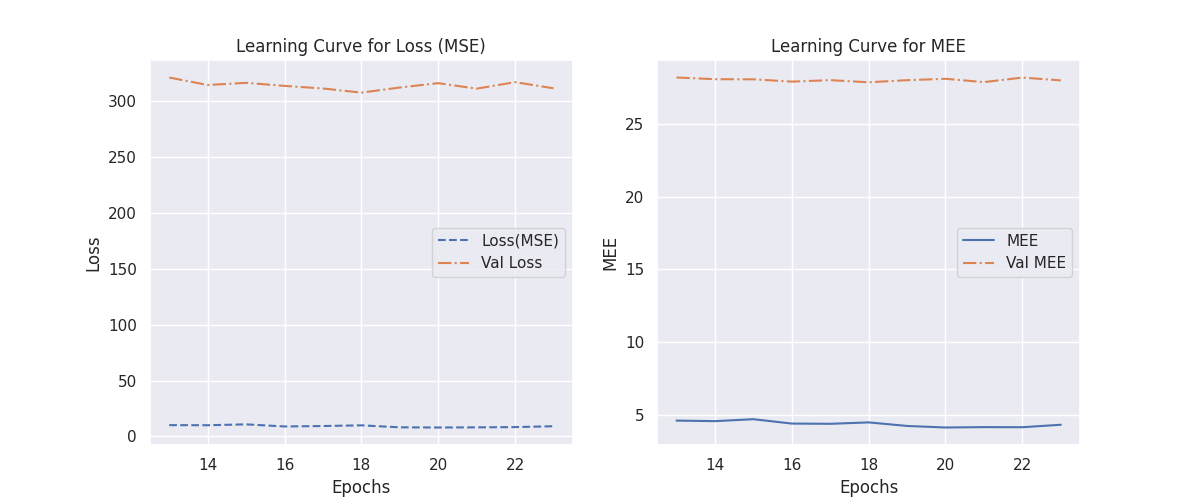 Learning Curve for Loss (MSE)
Loss
300
250
200
150
100
50
0
14 16 18 20 22
Epochs
Loss(MSE)
Val Loss
Learning Curve for MEE
MEE
25
20
15
10
5
14 16 18 20 22
Epochs
MEE
Val MEE